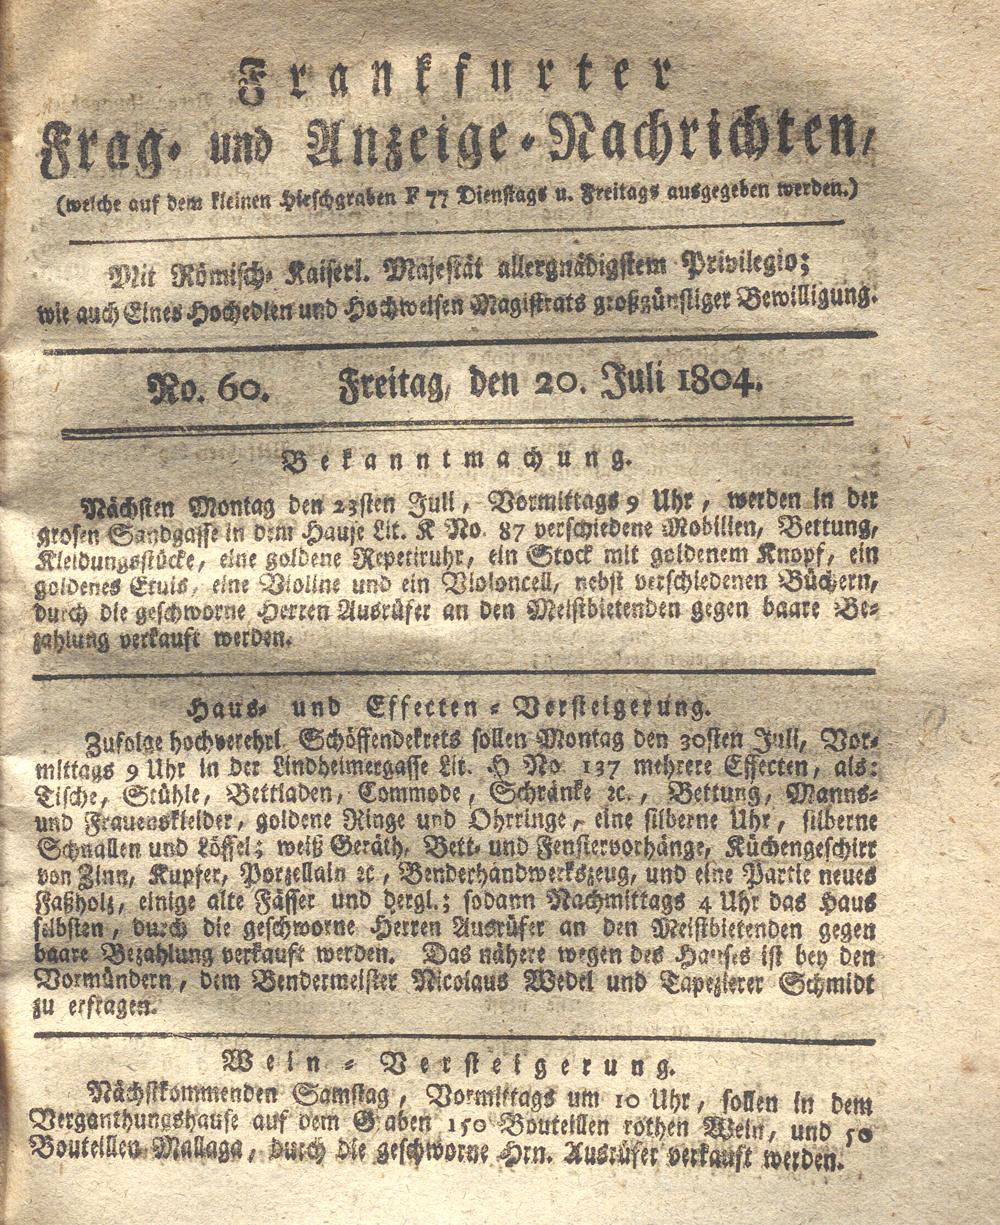 Frankfurter
Frag- und Anzeige-Nachrichten,
(welche auf dem kleinen Hirschgraben F 77 Dienstags u. Freitags ausgegeben werden.)
Mit Römisch- Kaiserl. Majestät allergnädigstem Privilegio;
wie auch Eines Hochedlen und Hochweisen Magistrats großgünstiger Bewilligung.
No. 60. Freitag, den 20. Juli 1804.
Bekanntmachung.
Nächsten Montag den 23sten Juli, Vormittags 9 Uhr, werden in der
grosen Sandgasse in dem Hause Lit. K No. 87 verschiedene Mobilien, Bettung,
Kleidungsstücke, eine goldene Repetiruhr, ein Stock mit goldenem Knopf, ein
goldenes Etuis, eine Violine und ein Violoncell, nebst verschiedenen Büchern,
durch die geschworne Herren Ausrüfer an den Meistbietenden gegen baare Be-
zahlung verkauft werden.
Haus- und Effecten-Versteigerung.
Zufolge hochverehrl. Schöffendekrets sollen Montag den 30sten Juli, Vor-
mittags 9 Uhr in der Lindheimergasse Lit. H No. 137 mehrere Effecten, als:
Tische, Stühle, Bettladen, Commode, Schränke ꝛc., Bettung, Manns-
und Frauenskleider, goldene Ringe und Ohrringe, eine silberne Uhr, silberne
Schnallen und Löffel; weiß Geräth, Bett- und Fenstervorhänge, Küchengeschirr
von Zinn, Kupfer, Porzellain ꝛc, Benderhandwerkszeug, und eine Partie neues
Faßholz, einige alte Fässer und dergl.; sodann Nachmittags 4 Uhr das Haus
selbsten, durch die geschworne Herren Ausrüfer an den Meistbietenden gegen
baare Bezahlung verkauft werden. Das nähere wegen des Hauses ist bey den
Vormündern, dem Bendermeister Nicolaus Wedel und Tapezierer Schmidt
zu erfragen.
Wein-Versteigerung.
Nächstkommenden Samstag, Vormittags um 10 Uhr, sollen in dem
Verganthungshause auf dem Gaben 150 Bouteillen rothen Wein, und 50
Bouteillen Mallaga, durch die geschworne Hrn. Ausrüfer verkauft werden.